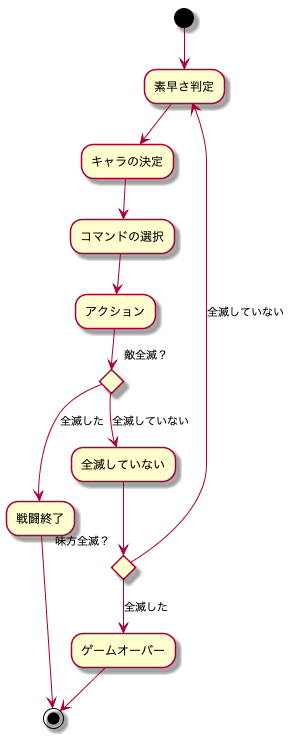 素早さ判定
キャラの決定
コマンドの選択
全滅していない
アクション
敵全滅？
全滅した
全滅していない
全滅していない
戦闘終了
味方全滅？
全滅した
ゲームオーバー